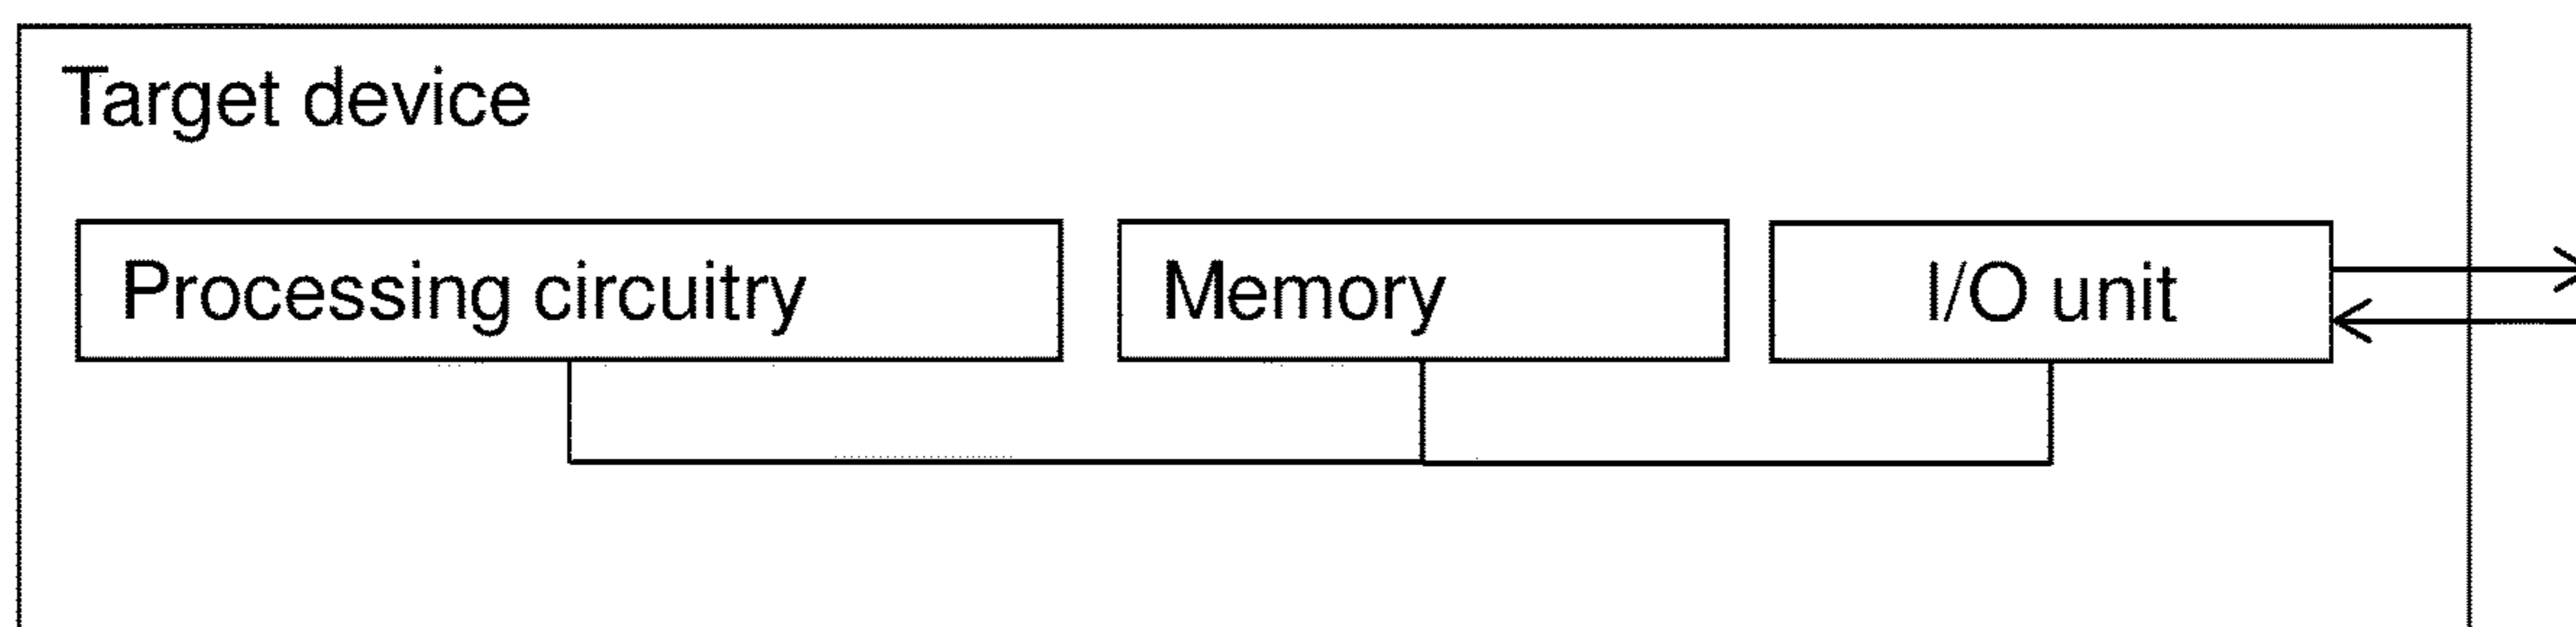 Target device
Processing circuitry
Memory
I/O unit